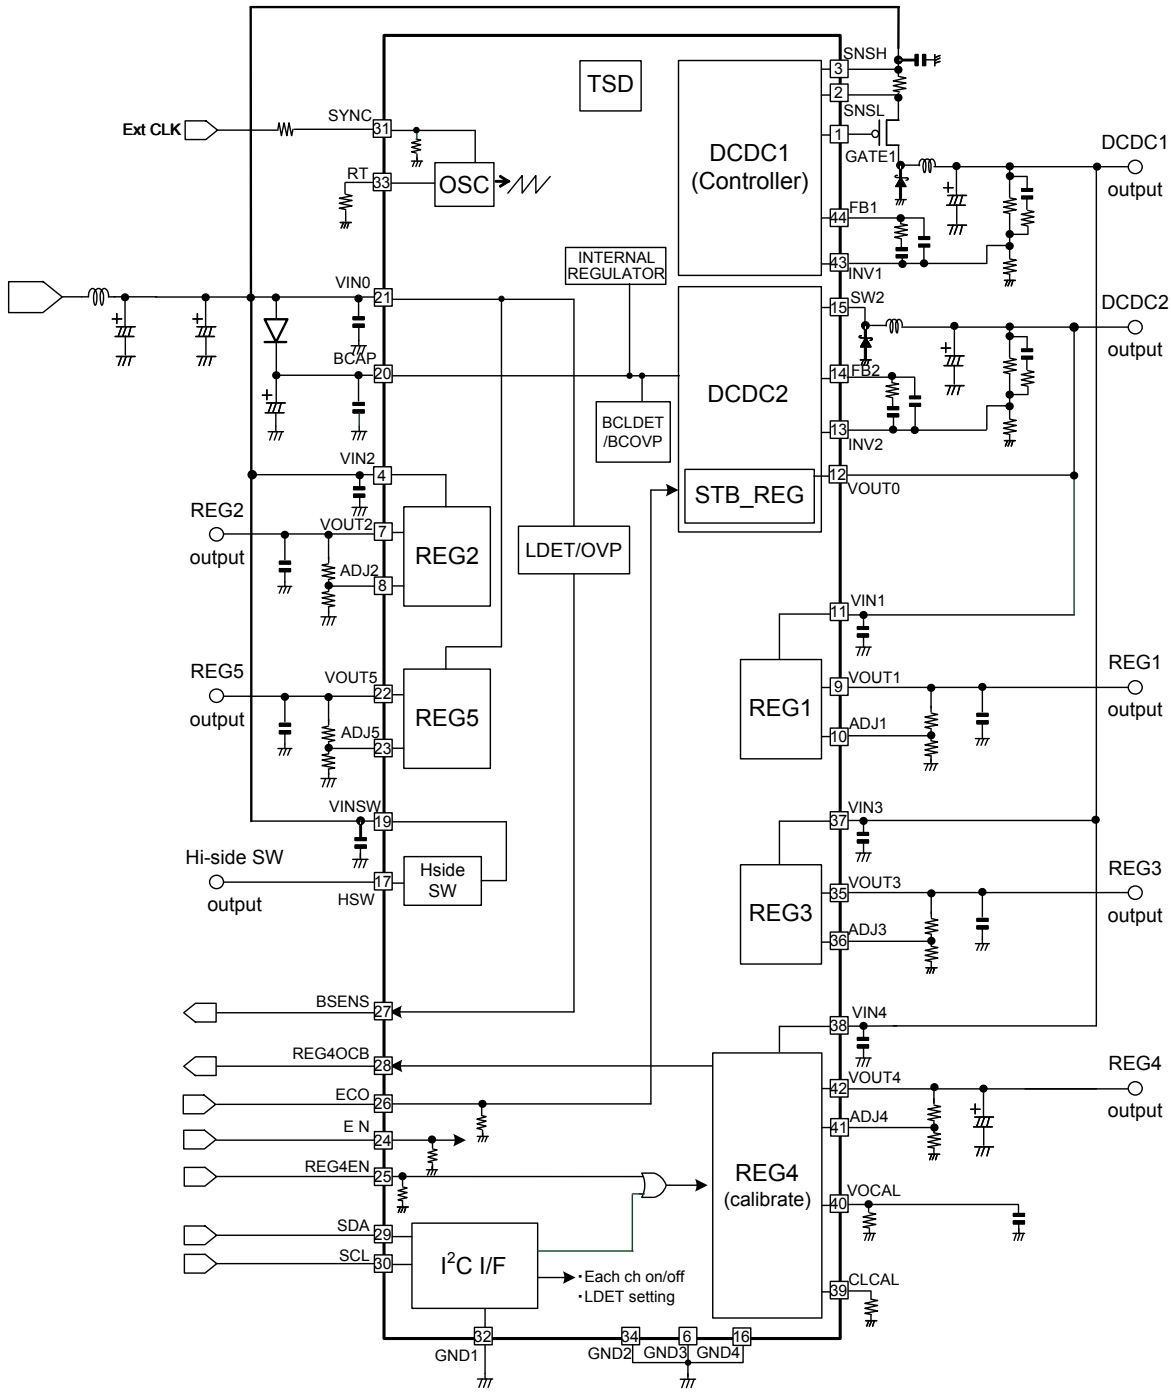 SNSH
3
TSD
2
SYNC
SNSL
Ext CLK
31
1
DCDC1
(Controller)
GATE1
DCDC1
output
RT
33
OSC
44
FB1
INTERNAL
REGULATOR
43
INV1
VIN0
21
SW2
15
DCDC2
output
BCAP
20
14
FB2
DCDC2
BCLDET
/BCOVP
13
INV2
VIN2
4
12
VOUT0
STB_REG
REG2
output
VOUT2
7
REG2
LDET/OVP
ADJ2
8
VIN1
11
REG5
output
VOUT5
22
REG5
VOUT1
9
REG1
REG1
output
ADJ5
23
ADJ1
10
VINSW
19
VIN3
37
Hi-side SW
output
Hside
SW
17
HSW
VOUT3
35
REG3
REG3
output
ADJ3
36
BSENS
27
VIN4
38
REG4OCB
28
VOUT4
42
REG4
output
ECO
26
ADJ4
41
E N
24
REG4EN
25
REG4
(calibrate)
VOCAL
40
SDA
29
SCL
30
I²C I/F
・Each ch on/off
・LDET setting
CLCAL
39
32
34
6
16
GND1
GND2
GND3
GND4